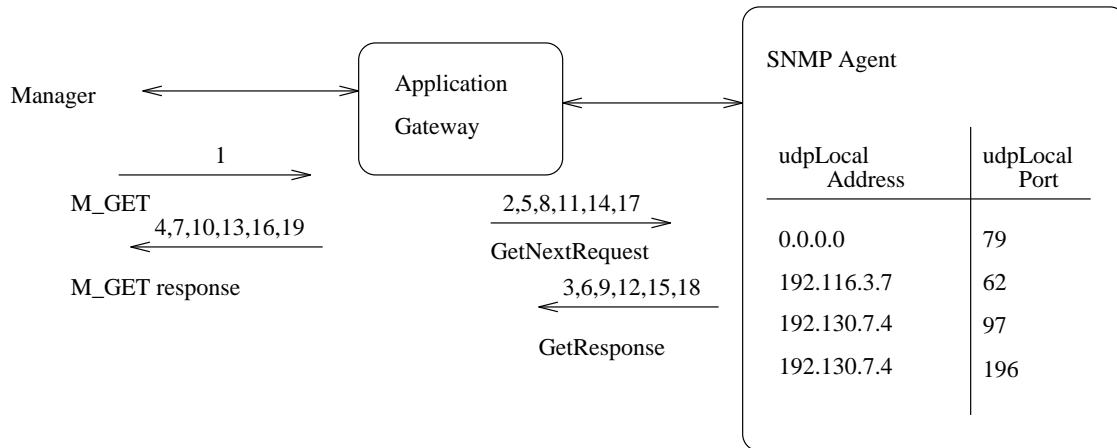 SNMP Agent
Application
Gateway
Manager
1
M_GET
4,7,10,13,16,19
M_GET response
2,5,8,11,14,17
GetNextRequest
3,6,9,12,15,18
GetResponse
udpLocal udpLocal
Address Port
0.0.0.0 79
192.116.3.7 62
192.130.7.4 97
192.130.7.4 196